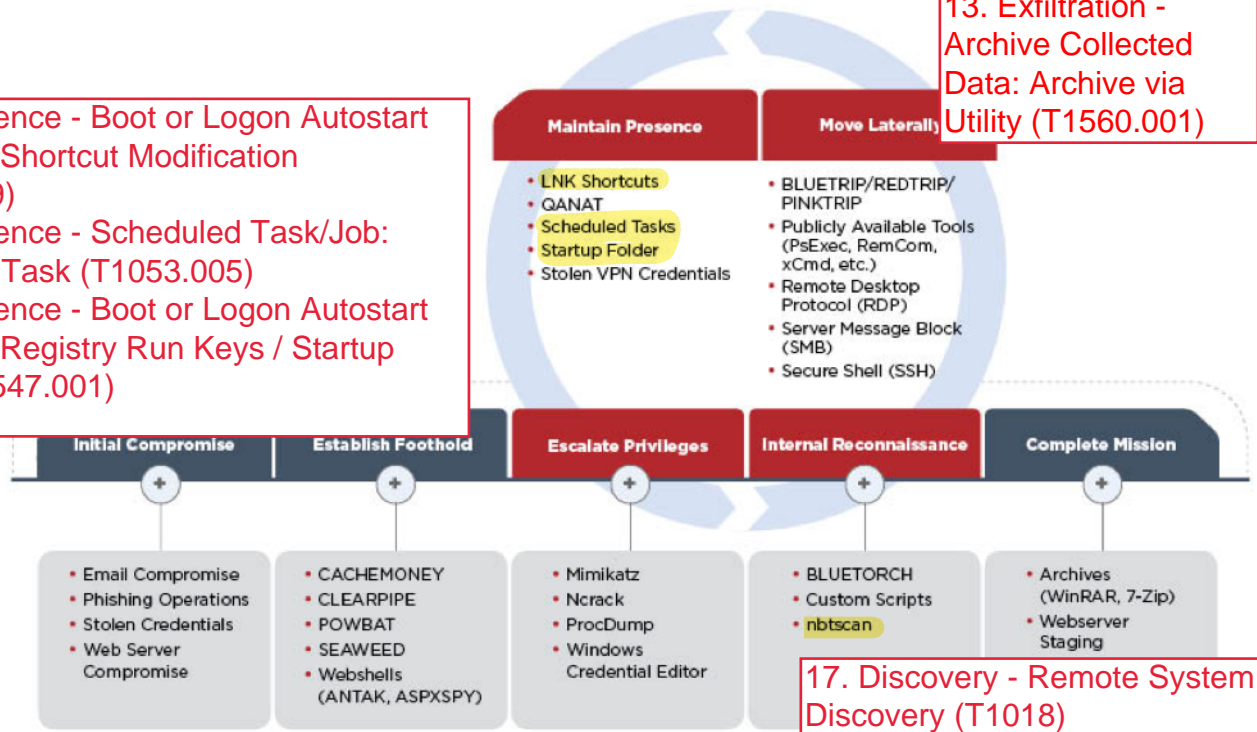 13. Exfiltration -
Archive Collected
Data: Archive via
Utility (T1560.001)
ence - Boot or Logon Autostart
Shortcut Modification
9)
ence - Scheduled Task/Job:
Task (T1053.005)
ence - Boot or Logon Autostart
Registry Run Keys / Startup
547.001)
Maintain Presence
• LNK Shortcuts
• QANAT
• Scheduled Tasks
• Startup Folder
• Stolen VPN Credentials
Move Laterally
• BLUETRIP/REDTRIP/
PINKTRIP
• Publicly Available Tools
(PsExec, RemCom,
xCmd, etc.)
• Remote Desktop
Protocol (RDP)
• Server Message Block
(SMB)
• Secure Shell (SSH)
Initial Compromise
Establish Foothold
Escalate Privileges
Internal Reconnaissance
Complete Mission
• Email Compromise
• Phishing Operations
• Stolen Credentials
• Web Server
Compromise
• CACHEMONEY
• CLEARPIPE
• POWBAT
• SEAWEED
• Webshells
(ANTAK, ASPXSPY)
• Mimikatz
• Ncrack
• ProcDump
• Windows
Credential Editor
• BLUETORCH
• Custom Scripts
• nbtscan
• Archives
(WinRAR, 7-Zip)
• Webserver
Staging
17. Discovery - Remote System
Discovery (T1018)